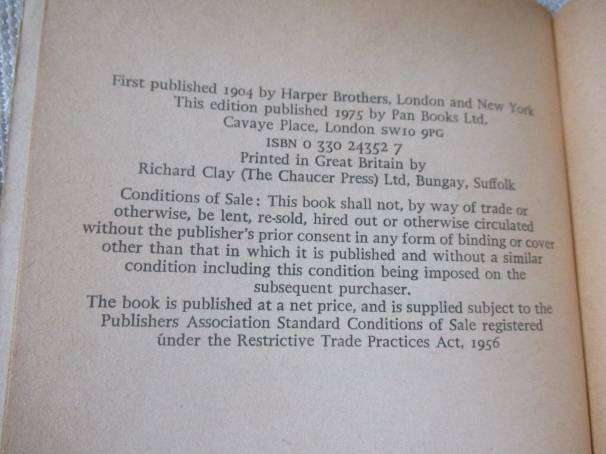 First published 1904 by Harper Brothers, London and New York
This edition published 1975 by Pan Books Ltd,
Cavaye Place, London SW10 9PG
ISBN 0 330 24352 7
Printed in Great Britain by
Richard Clay (The Chaucer Press) Ltd, Bungay, Suffolk
Conditions of Sale: This book shall not, by way of trade or
otherwise, be lent, re-sold, hired out or otherwise circulated
without the publisher's prior consent in any form of binding or cover
other than that in which it is published and without a similar
condition including this condition being imposed on the
subsequent purchaser.
The book is published at a net price, and is supplied subject to the
Publishers Association Standard Conditions of Sale registered
under the Restrictive Trade Practices Act, 1956